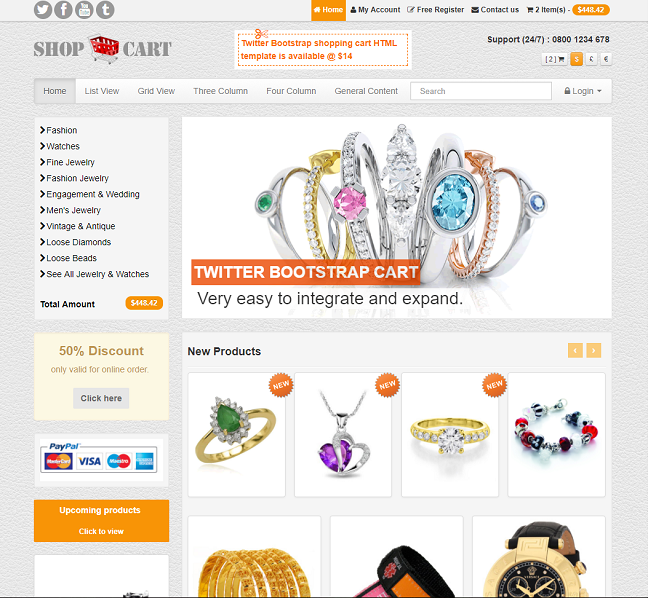 Home My Account Free Register Contact us 2 Item(s) - $448.42
SHOP CART
Twitter Bootstrap shopping cart HTML
template is available @ $14
Support (24/7) : 0800 1234 678
[ 2 ] $ £ €
Home List View Grid View Three Column Four Column General Content Search Login
Fashion
Watches
Fine Jewelry
Fashion Jewelry
Engagement & Wedding
Men's Jewelry
Vintage & Antique
Loose Diamonds
Loose Beads
See All Jewelry & Watches
Total Amount $448.42
TWITTER BOOTSTRAP CART
Very easy to integrate and expand.
50% Discount
only valid for online order.
Click here
PayPal
MasterCard VISA Maestro
Upcoming products
Click to view
New Products
NEW
NEW
NEW